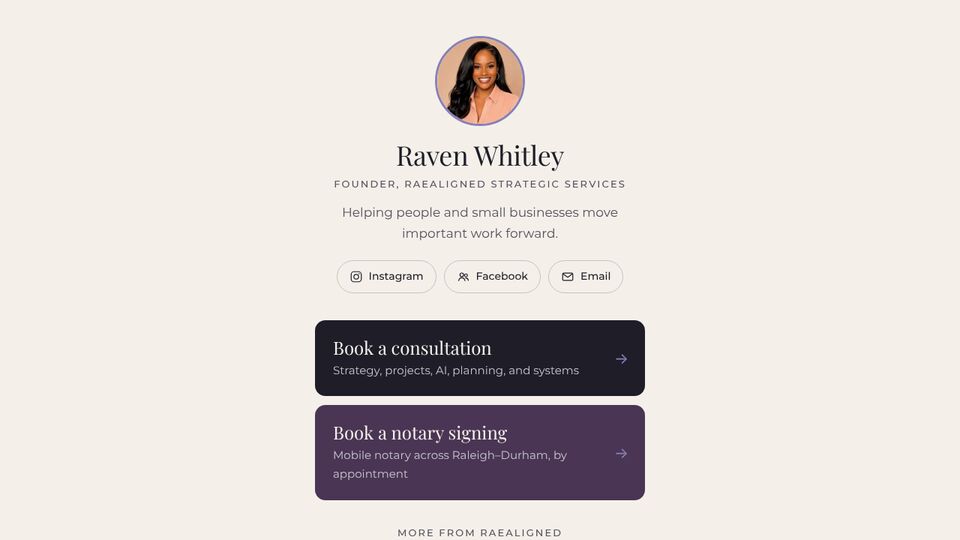 Raven Whitley
FOUNDER, RAEALIGNED STRATEGIC SERVICES
Helping people and small businesses move
important work forward.
Instagram
Facebook
Email
Book a consultation
Strategy, projects, AI, planning, and systems
Book a notary signing
Mobile notary across Raleigh–Durham, by
appointment
MORE FROM RAEALIGNED